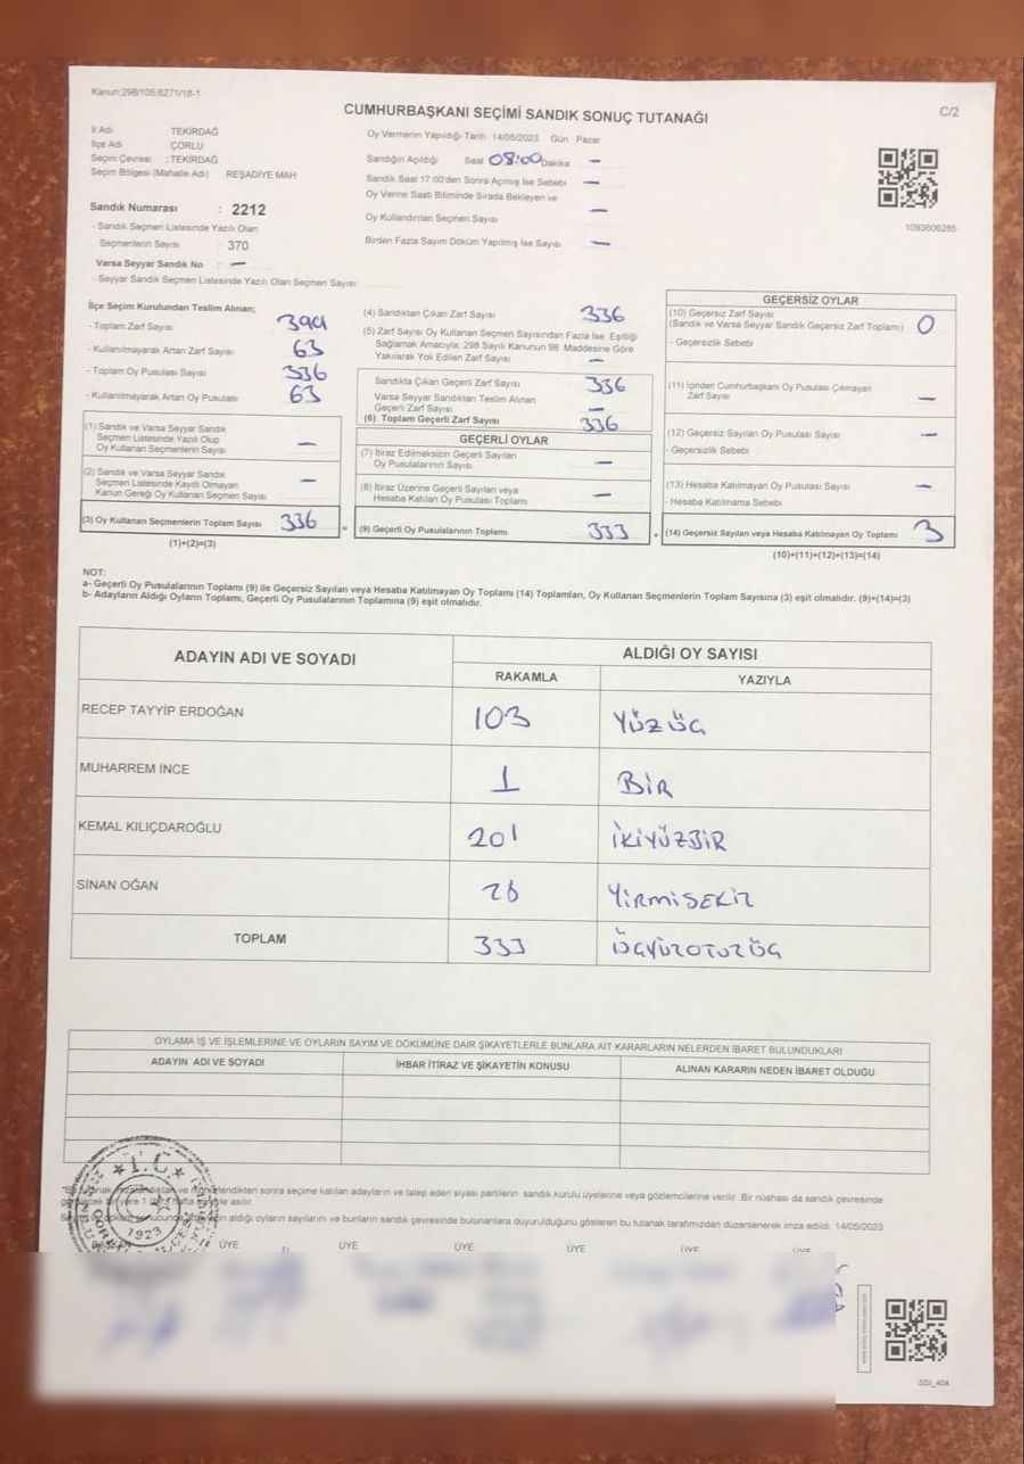 Kanun:298/105;6271/18-1
CUMHURBAŞKANI SEÇİMİ SANDIK SONUÇ TUTANAĞI
C/2
İl Adı TEKİRDAĞ
İlçe Adı ÇORLU
Seçim Çevresi : TEKİRDAĞ
Seçim Bölgesi (Mahalle Adı) REŞADİYE MAH
Sandık Numarası : 2212
- Sandık Seçmen Listesinde Yazılı Olan
Seçmenlerin Sayısı 370
Varsa Seyyar Sandık No —
- Seyyar Sandık Seçmen Listesinde Yazılı Olan Seçmen Sayısı
Oy Vermenin Yapıldığı Tarih 14/05/2023 Gün Pazar
Sandığın Açıldığı Saat 08:00 Dakika —
Sandık Saat 17:00'den Sonra Açılmış İse Sebebi —
Oy Verme Saati Bitiminde Sırada Bekleyen ve
Oy Kullandırılan Seçmen Sayısı —
Birden Fazla Sayım Döküm Yapılmış İse Sayısı —
1093606285
İlçe Seçim Kurulundan Teslim Alınan;
- Toplam Zarf Sayısı 399
- Kullanılmayarak Artan Zarf Sayısı 63
- Toplam Oy Pusulası Sayısı 336
- Kullanılmayarak Artan Oy Pusulası 63
(1) Sandık ve Varsa Seyyar Sandık
Seçmen Listesinde Yazılı Olup
Oy Kullanan Seçmenlerin Sayısı —
(2) Sandık ve Varsa Seyyar Sandık
Seçmen Listesinde Kayıtlı Olmayan
Kanun Gereği Oy Kullanan Seçmen Sayısı —
(3) Oy Kullanan Seçmenlerin Toplam Sayısı 336
(1)+(2)=(3)
(4) Sandıktan Çıkan Zarf Sayısı 336
(5) Zarf Sayısı Oy Kullanan Seçmen Sayısından Fazla İse, Eşitliği
Sağlamak Amacıyla; 298 Sayılı Kanunun 98. Maddesine Göre
Yakılarak Yok Edilen Zarf Sayısı —
Sandıkta Çıkan Geçerli Zarf Sayısı 336
Varsa Seyyar Sandıktan Teslim Alınan
Geçerli Zarf Sayısı —
(6) Toplam Geçerli Zarf Sayısı 336
GEÇERLİ OYLAR
(7) İtiraz Edilmeksizin Geçerli Sayılan
Oy Pusulalarının Sayısı —
(8) İtiraz Üzerine Geçerli Sayılan veya
Hesaba Katılan Oy Pusulası Toplamı —
= (9) Geçerli Oy Pusulalarının Toplamı 333
GEÇERSİZ OYLAR
(10) Geçersiz Zarf Sayısı
(Sandık ve Varsa Seyyar Sandık Geçersiz Zarf Toplamı) 0
- Geçersizlik Sebebi
(11) İçinden Cumhurbaşkanı Oy Pusulası Çıkmayan
Zarf Sayısı —
(12) Geçersiz Sayılan Oy Pusulası Sayısı —
- Geçersizlik Sebebi
(13) Hesaba Katılmayan Oy Pusulası Sayısı —
- Hesaba Katılmama Sebebi
+ (14) Geçersiz Sayılan veya Hesaba Katılmayan Oy Toplamı 3
(10)+(11)+(12)+(13)=(14)
NOT:
a- Geçerli Oy Pusulalarının Toplamı (9) ile Geçersiz Sayılan veya Hesaba Katılmayan Oy Toplamı (14) Toplamları, Oy Kullanan Seçmenlerin Toplam Sayısına (3) eşit olmalıdır. (9)+(14)=(3)
b- Adayların Aldığı Oyların Toplamı, Geçerli Oy Pusulalarının Toplamına (9) eşit olmalıdır.
ADAYIN ADI VE SOYADI ALDIĞI OY SAYISI
RAKAMLA YAZIYLA
RECEP TAYYİP ERDOĞAN 103 YÜZÜÇ
MUHARREM İNCE 1 BİR
KEMAL KILIÇDAROĞLU 201 İKİYÜZBİR
SİNAN OĞAN 28 YİRMİSEKİZ
TOPLAM 333 ÜÇYÜZOTUZÜÇ
OYLAMA İŞ VE İŞLEMLERİNE VE OYLARIN SAYIM VE DÖKÜMÜNE DAİR ŞİKAYETLERLE BUNLARA AİT KARARLARIN NELERDEN İBARET BULUNDUKLARI
ADAYIN ADI VE SOYADI İHBAR İTİRAZ VE ŞİKAYETİN KONUSU ALINAN KARARIN NEDEN İBARET OLDUĞU
sonra seçime katılan adayların ve talep eden siyasi partilerin sandık kurulu üyelerine veya gözlemcilerine verilir. Bir nüshası da sandık çevresinde
asılır.
aldığı oyların sayılarını ve bunların sandık çevresinde bulunanlara duyurulduğunu gösteren bu tutanak tarafımızdan düzenlenerek imza edildi. 14/05/2023
T.C.
1923
ÜYE ÜYE ÜYE ÜYE ÜYE